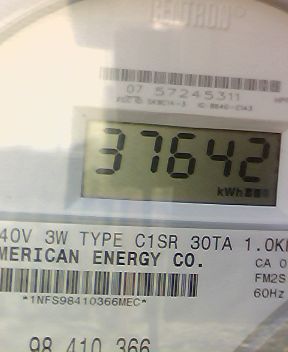 CENTRON®
07 57245311
37642
kWh
40V 3W TYPE C1SR 30TA 1.0K
MERICAN ENERGY CO.
CA 0
FM2S
60Hz
*1NFS98410366MEC*
98 410 366